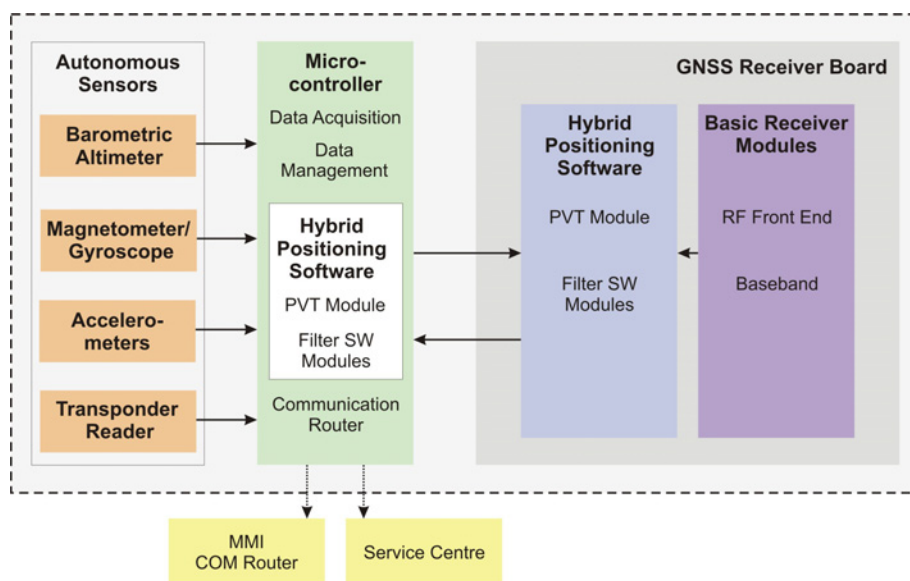 Autonomous
Sensors
Barometric
Altimeter
Magnetometer/
Gyroscope
Accelero-
meters
Transponder
Reader
Micro-
controller
Data Acquisition
Data
Management
Hybrid
Positioning
Software
PVT Module
Filter SW
Modules
Communication
Router
GNSS Receiver Board
Hybrid
Positioning
Software
PVT Module
Filter SW
Modules
Basic Receiver
Modules
RF Front End
Baseband
MMI
COM Router
Service Centre